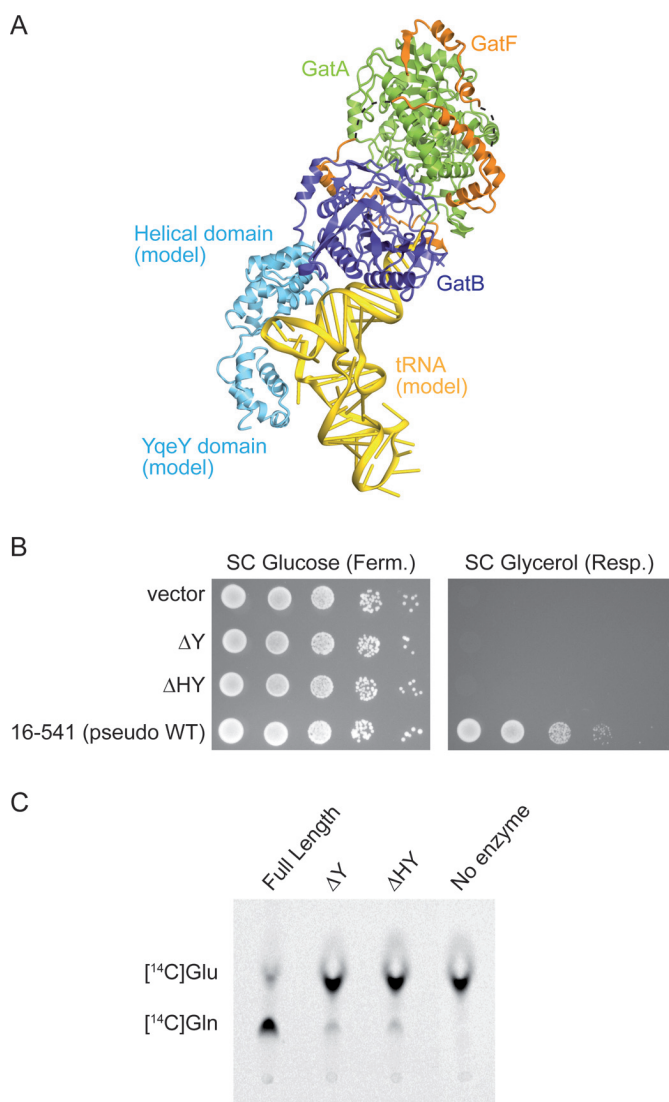 A
GatF
GatA
Helical domain
(model)
GatB
tRNA
(model)
YqeY domain
(model)
B
SC Glucose (Ferm.)
SC Glycerol (Resp.)
vector
ΔY
ΔHY
16-541 (pseudo WT)
C
Full Length
ΔY
ΔHY
No enzyme
[¹⁴C]Glu
[¹⁴C]Gln